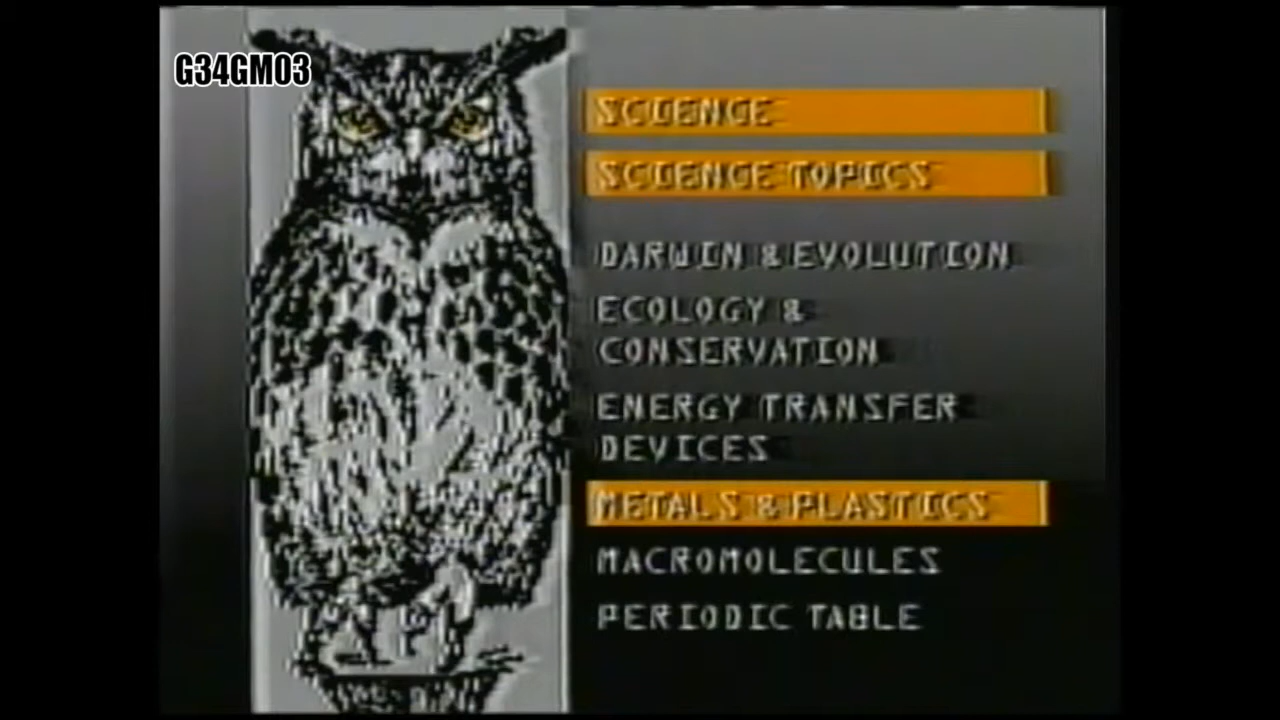 G34GM03
SCIENCE
SCIENCE TOPICS
DARWIN & EVOLUTION
ECOLOGY &
CONSERVATION
ENERGY TRANSFER
DEVICES
METALS & PLASTICS
MACROMOLECULES
PERIODIC TABLE